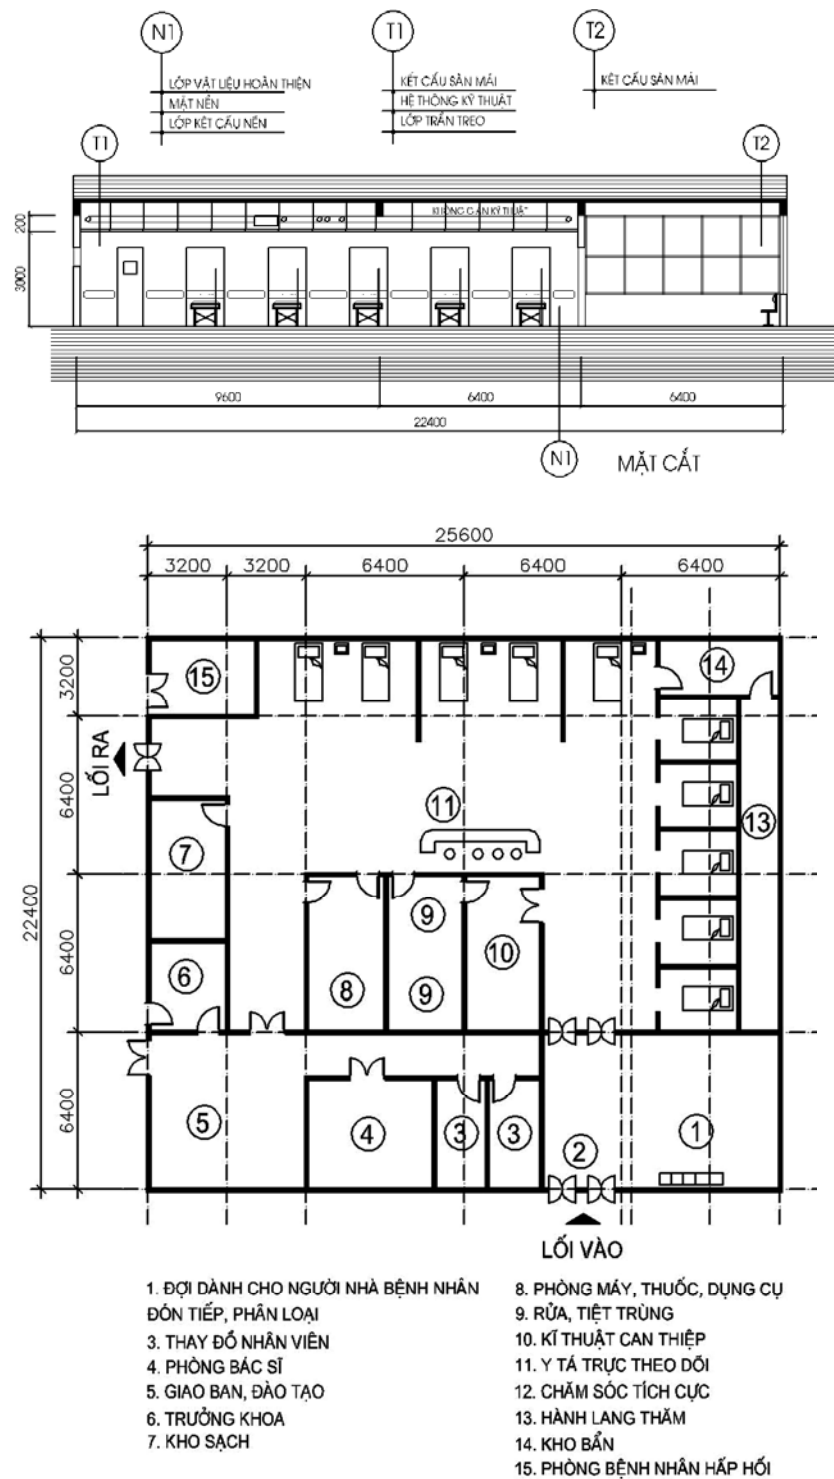 N1
T1
T2
LỚP VẬT LIỆU HOÀN THIỆN
MẶT NỀN
LỚP KẾT CẤU NỀN
KẾT CẤU SÀN MÁI
HỆ THỐNG KỸ THUẬT
LỚP TRẦN TREO
KẾT CẤU SÀN MÁI
T1
T2
KHÔNG GIAN KỸ THUẬT
200
3900
9600
6400
6400
22400
N1
MẶT CẮT
25600
3200
3200
6400
6400
6400
3200
6400
6400
6400
22400
15
14
LỐI RA
11
13
7
9
10
6
8
9
5
4
3
3
2
1
LỐI VÀO
1. ĐỢI DÀNH CHO NGƯỜI NHÀ BỆNH NHÂN
ĐÓN TIẾP, PHÂN LOẠI
3. THAY ĐỒ NHÂN VIÊN
4. PHÒNG BÁC SĨ
5. GIAO BAN, ĐÀO TẠO
6. TRƯỞNG KHOA
7. KHO SẠCH
8. PHÒNG MÁY, THUỐC, DỤNG CỤ
9. RỬA, TIỆT TRÙNG
10. KĨ THUẬT CAN THIỆP
11. Y TÁ TRỰC THEO DÕI
12. CHĂM SÓC TÍCH CỰC
13. HÀNH LANG THĂM
14. KHO BẨN
15. PHÒNG BỆNH NHÂN HẤP HỐI